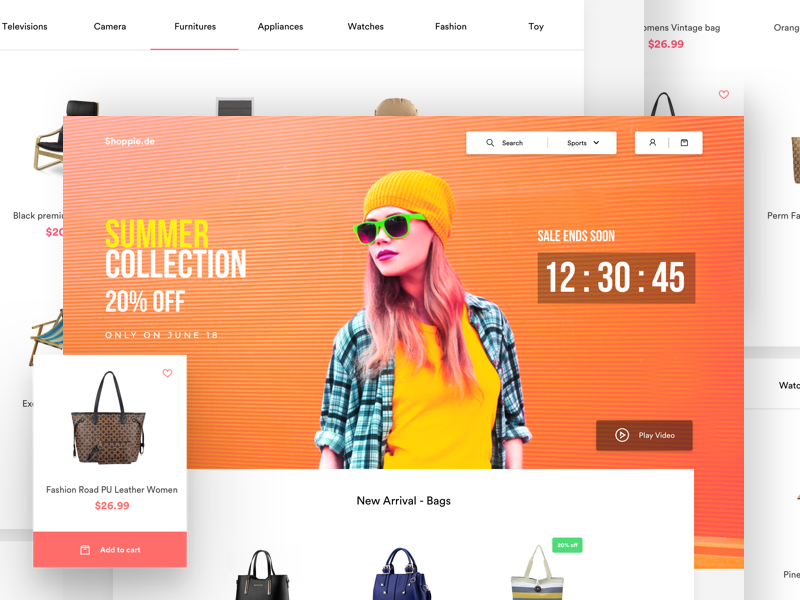 Televisions
Camera
Furnitures
Appliances
Watches
Fashion
Toy
omens Vintage bag
Orang
$26.99
Shoppie.de
Search
Sports
Black premi
$20
Perm Fa
SUMMER
COLLECTION
20% OFF
ONLY ON JUNE 18
SALE ENDS SOON
12 : 30 : 45
Play Video
Watc
Exc
Fashion Road PU Leather Women
$26.99
Add to cart
New Arrival - Bags
20% off
Pine